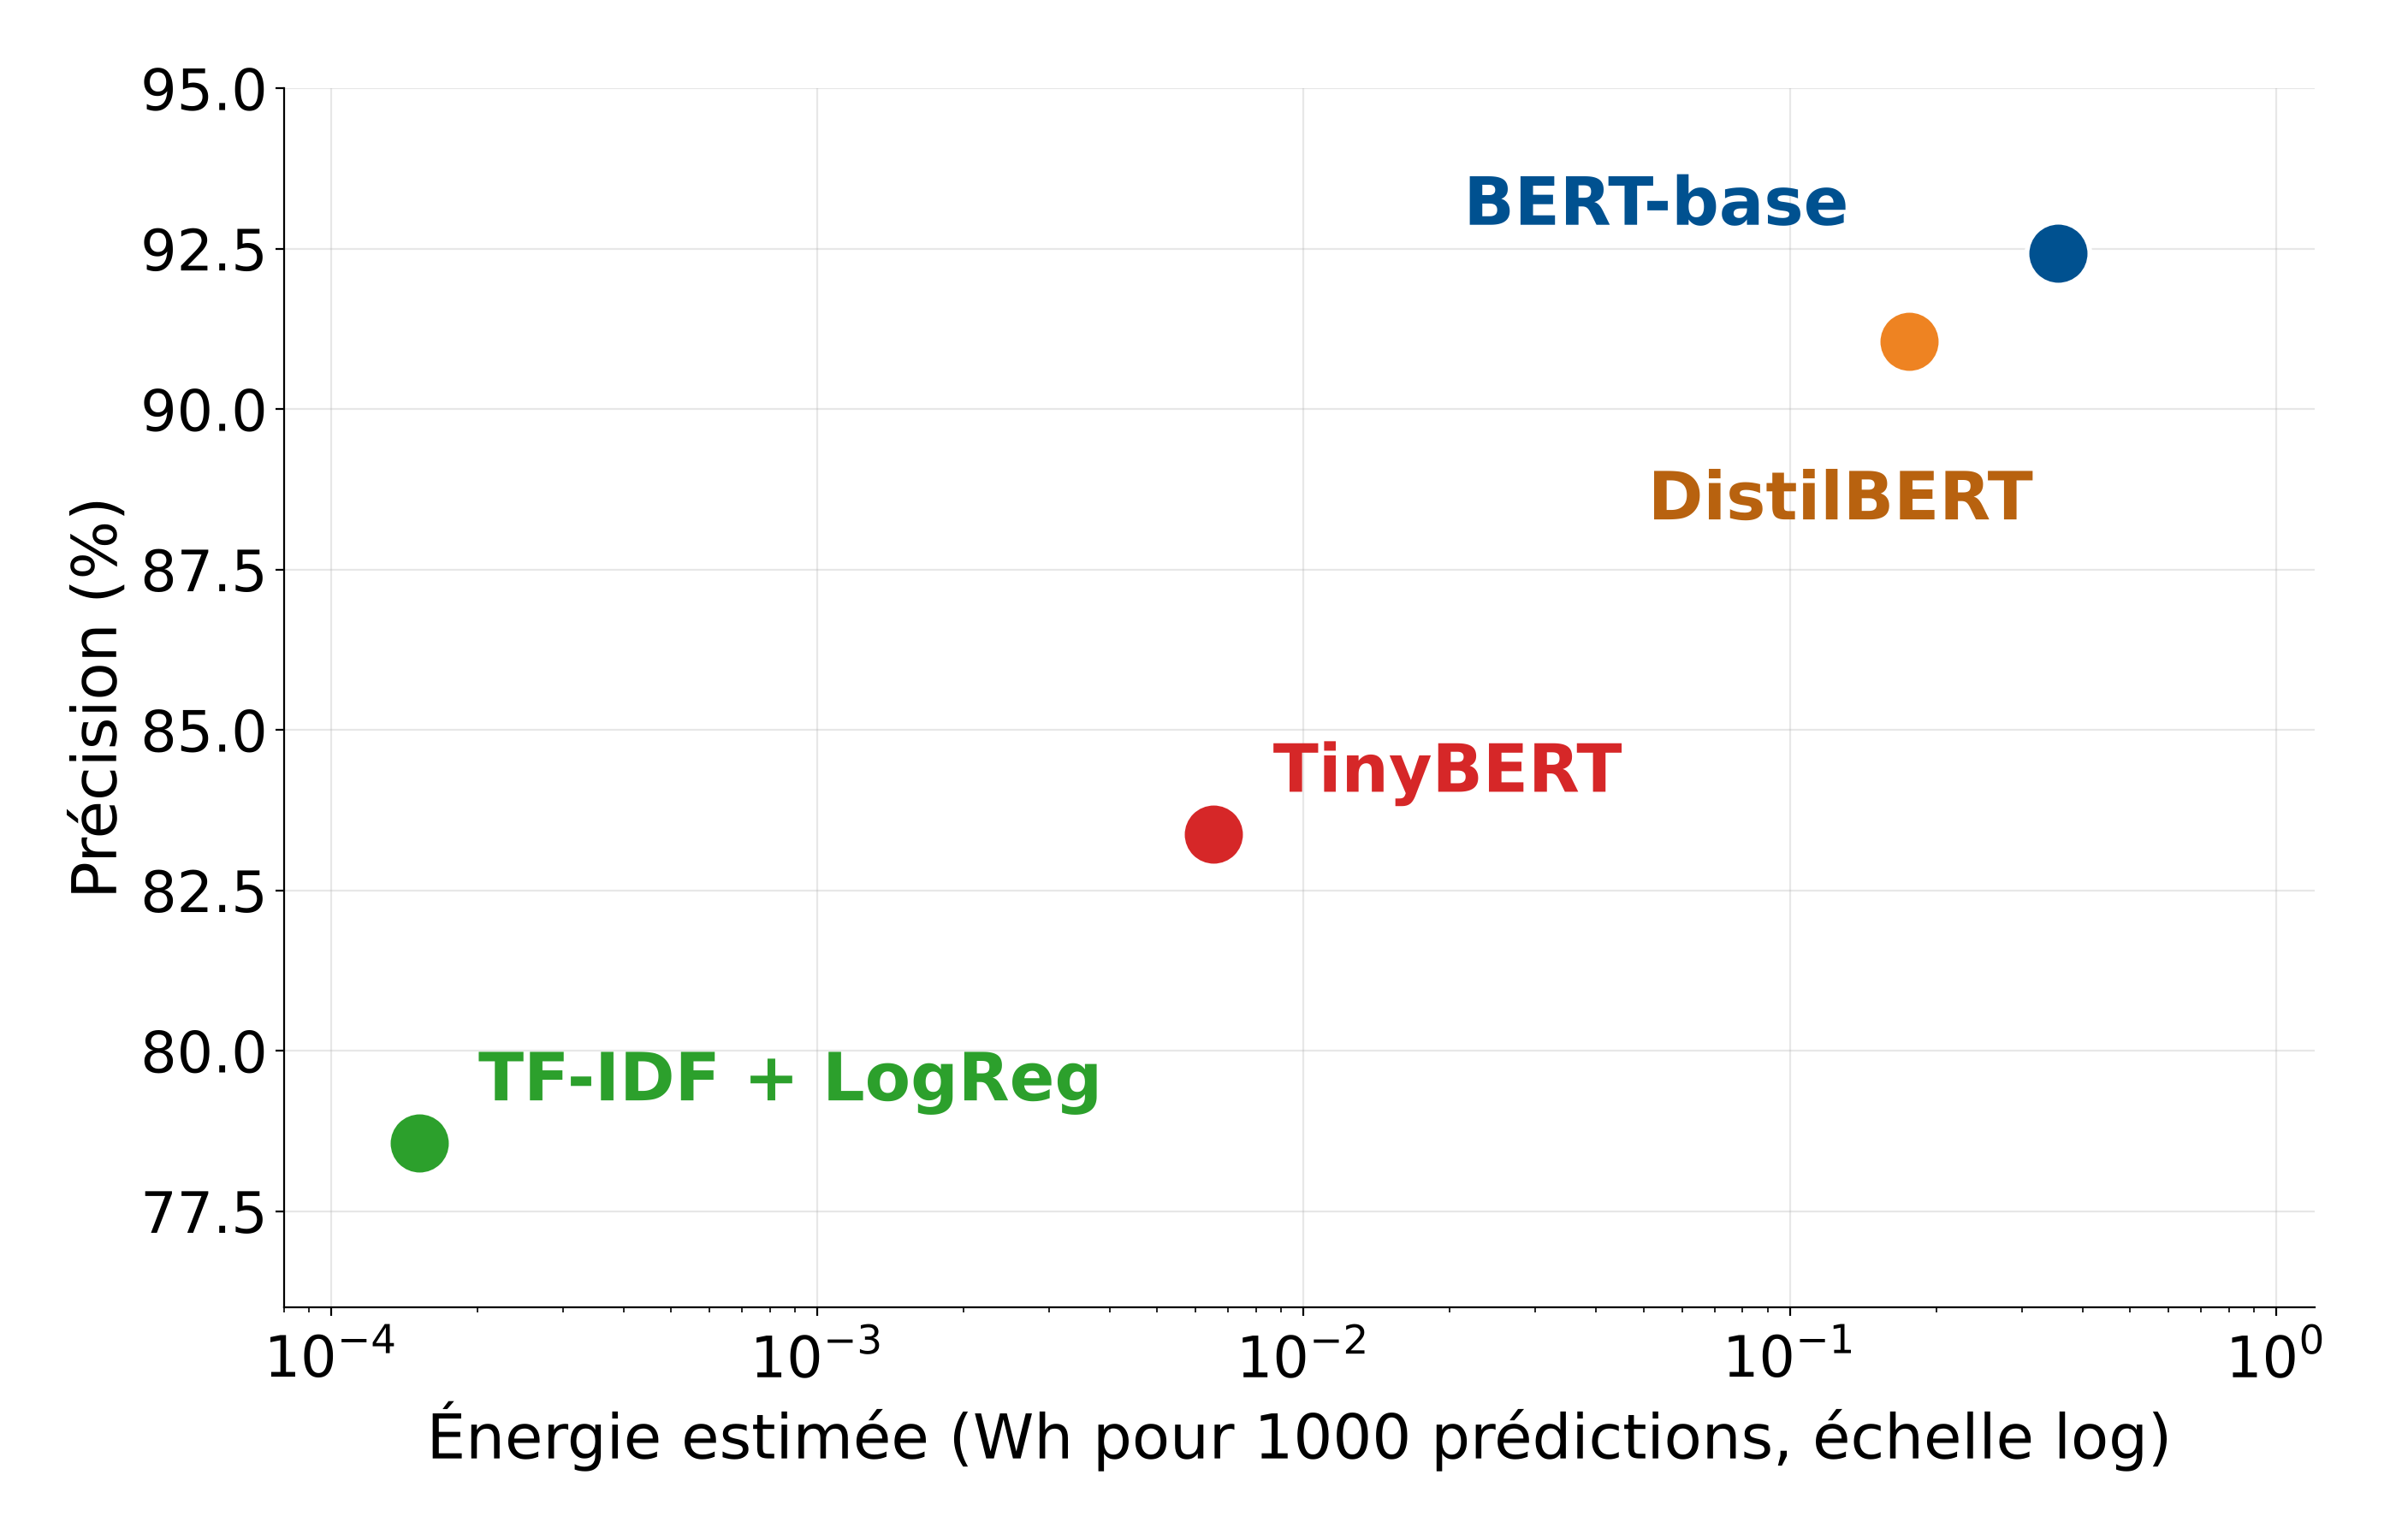 95.0
92.5
90.0
87.5
85.0
82.5
80.0
77.5
Précision (%)
BERT-base
DistilBERT
TinyBERT
TF-IDF + LogReg
10⁻⁴ 10⁻³ 10⁻² 10⁻¹ 10⁰
Énergie estimée (Wh pour 1000 prédictions, échelle log)